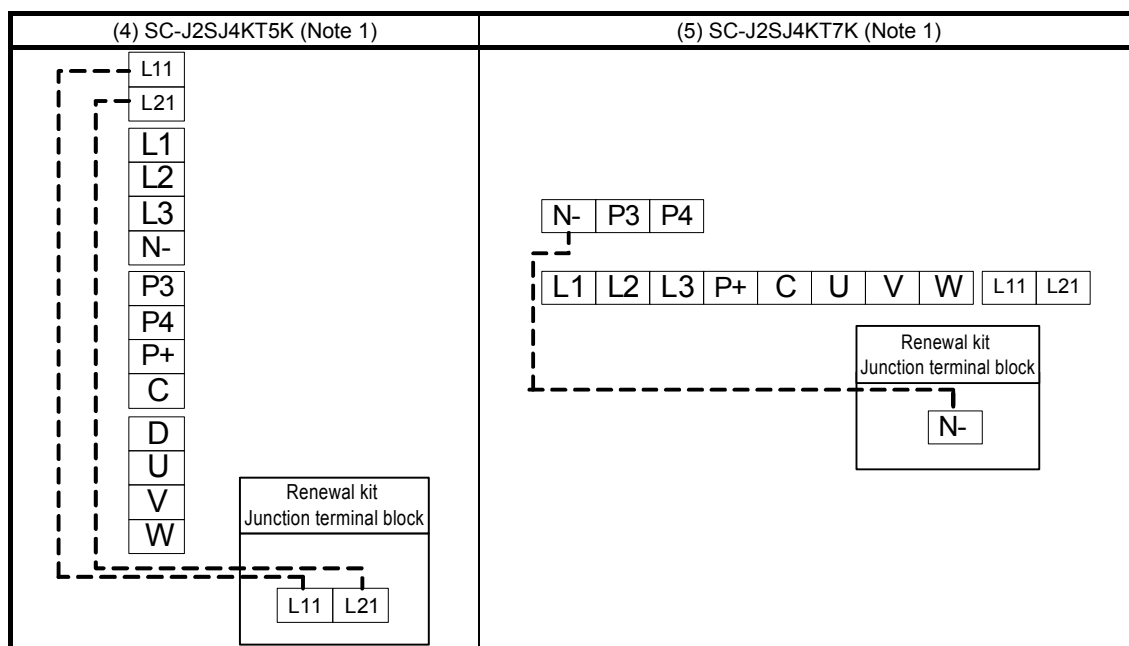 (4) SC-J2SJ4KT5K (Note 1)
L11
L21
L1
L2
L3
N-
P3
P4
P+
C
D
U
V
W
Renewal kit
Junction terminal block
L11 L21
(5) SC-J2SJ4KT7K (Note 1)
N- P3 P4
L1 L2 L3 P+ C U V W L11 L21
Renewal kit
Junction terminal block
N-